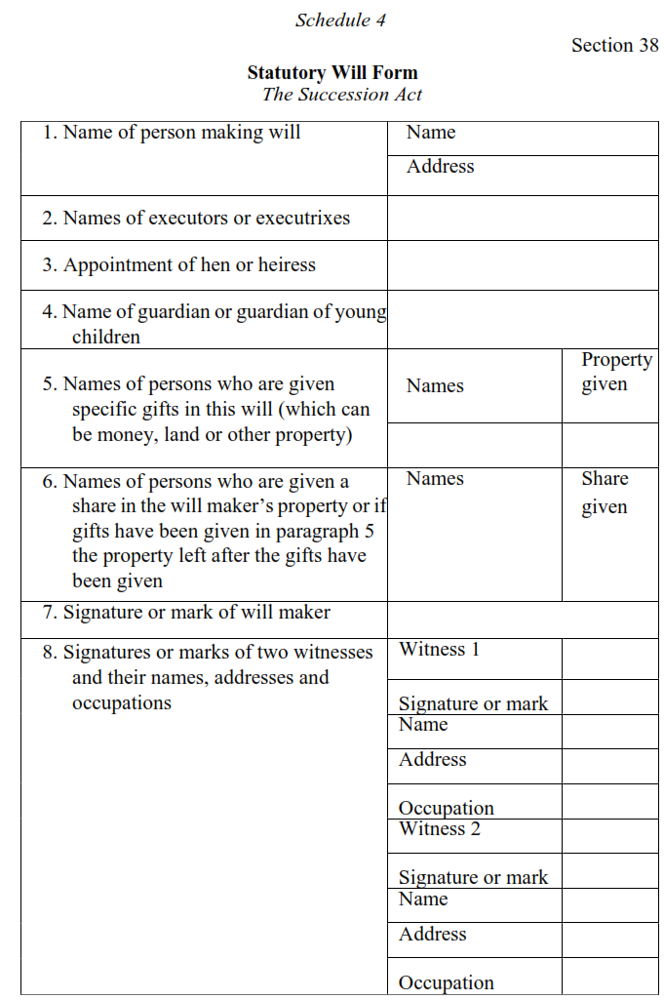 Schedule 4
Section 38
Statutory Will Form
The Succession Act
1. Name of person making will
Name
Address
2. Names of executors or executrixes
3. Appointment of hen or heiress
4. Name of guardian or guardian of young
children
5. Names of persons who are given
specific gifts in this will (which can
be money, land or other property)
Names
Property
given
6. Names of persons who are given a
share in the will maker’s property or if
gifts have been given in paragraph 5
the property left after the gifts have
been given
Names
Share
given
7. Signature or mark of will maker
8. Signatures or marks of two witnesses
and their names, addresses and
occupations
Witness 1
Signature or mark
Name
Address
Occupation
Witness 2
Signature or mark
Name
Address
Occupation